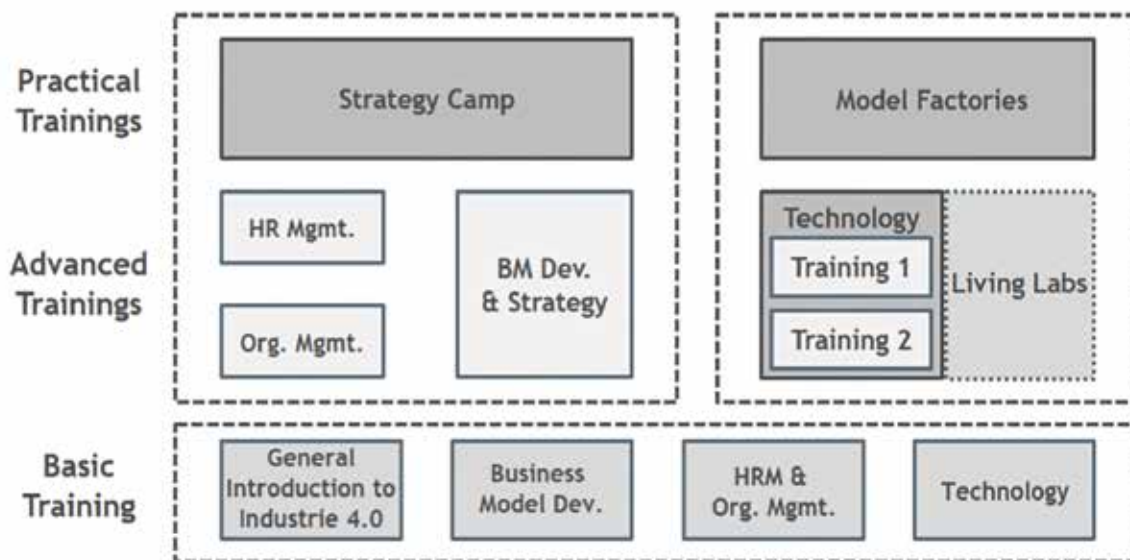 Practical
Trainings
Strategy Camp
Model Factories
Advanced
Trainings
HR Mgmt.
Org. Mgmt.
BM Dev.
& Strategy
Technology
Training 1
Training 2
Living Labs
Basic
Training
General
Introduction to
Industrie 4.0
Business
Model Dev.
HRM &
Org. Mgmt.
Technology